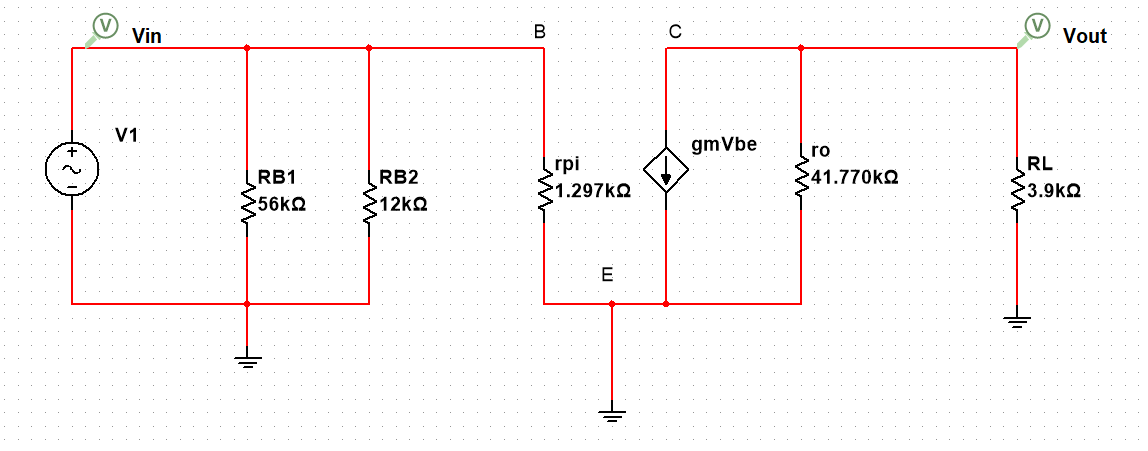 V
Vin
B
C
V
Vout
V1
gmVbe
RB1
56kΩ
RB2
12kΩ
rpi
1.297kΩ
ro
41.770kΩ
RL
3.9kΩ
E